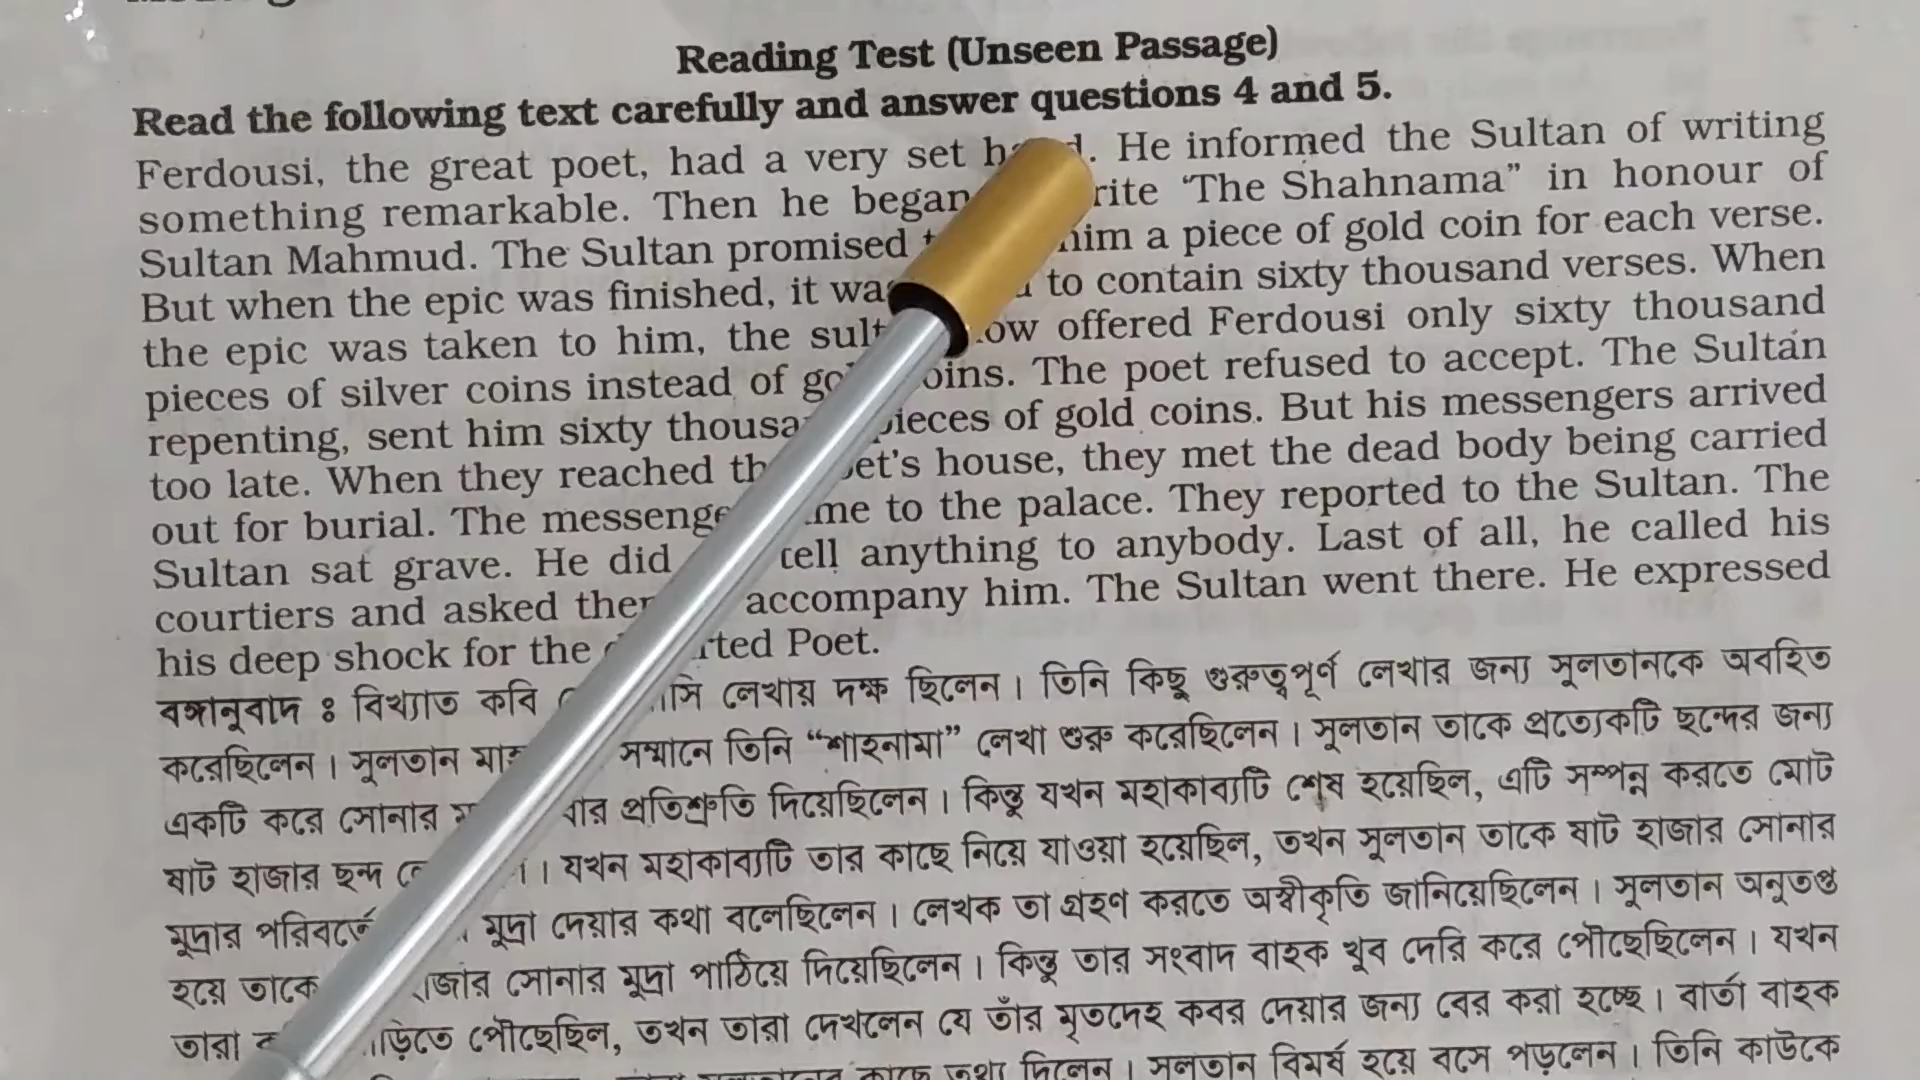 Reading Test (Unseen Passage)
Read the following text carefully and answer questions 4 and 5.
Ferdousi, the great poet, had a very set . He informed the Sultan of writing
something remarkable. Then he began ‘The Shahnama” in honour of
Sultan Mahmud. The Sultan promised him a piece of gold coin for each verse.
But when the epic was finished, it was to contain sixty thousand verses. When
the epic was taken to him, the offered Ferdousi only sixty thousand
pieces of silver coins instead of The poet refused to accept. The Sultan
repenting, sent him sixty pieces of gold coins. But his messengers arrived
too late. When they reached house, they met the dead body being carried
out for burial. The to the palace. They reported to the Sultan. The
Sultan sat grave. He did tell anything to anybody. Last of all, he called his
courtiers and asked accompany him. The Sultan went there. He expressed
his deep shock for the Poet.
বঙ্গানুবাদ ঃ বিখ্যাত কবি লেখায় দক্ষ ছিলেন। তিনি কিছু গুরুত্বপূর্ণ লেখার জন্য সুলতানকে অবহিত
করেছিলেন। সুলতান সম্মানে তিনি “শাহনামা” লেখা শুরু করেছিলেন। সুলতান তাকে প্রত্যেকটি ছন্দের জন্য
একটি করে সোনার প্রতিশ্রুতি দিয়েছিলেন। কিন্তু যখন মহাকাব্যটি শেষ হয়েছিল, এটি সম্পন্ন করতে মোট
ষাট হাজার ছন্দ । যখন মহাকাব্যটি তার কাছে নিয়ে যাওয়া হয়েছিল, তখন সুলতান তাকে ষাট হাজার সোনার
মুদ্রার পরিবর্তে মুদ্রা দেয়ার কথা বলেছিলেন। লেখক তা গ্রহণ করতে অস্বীকৃতি জানিয়েছিলেন। সুলতান অনুতপ্ত
হয়ে তাকে সোনার মুদ্রা পাঠিয়ে দিয়েছিলেন। কিন্তু তার সংবাদ বাহক খুব দেরি করে পৌছেছিলেন। যখন
তারা পৌছেছিল, তখন তারা দেখলেন যে তাঁর মৃতদেহ কবর দেয়ার জন্য বের করা হচ্ছে। বার্তা বাহক
কাছে তথ্য দিলেন। সুলতান বিমর্ষ হয়ে বসে পড়লেন। তিনি কাউকে